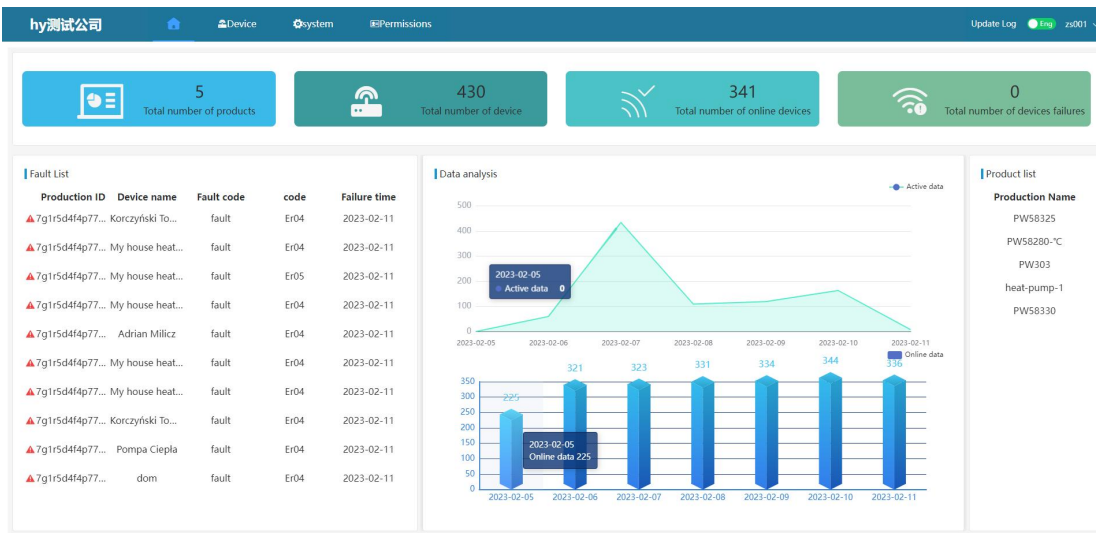 hy测试公司 Device system Permissions Update Log Eng zs001
5
Total number of products
430
Total number of device
341
Total number of online devices
0
Total number of devices failures
Fault List
Production ID Device name Fault code code Failure time
7g1r5d4f4p77... Korczyński To... fault Er04 2023-02-11
7g1r5d4f4p77... My house heat... fault Er04 2023-02-11
7g1r5d4f4p77... My house heat... fault Er05 2023-02-11
7g1r5d4f4p77... My house heat... fault Er04 2023-02-11
7g1r5d4f4p77... Adrian Milicz fault Er04 2023-02-11
7g1r5d4f4p77... My house heat... fault Er04 2023-02-11
7g1r5d4f4p77... My house heat... fault Er04 2023-02-11
7g1r5d4f4p77... Korczyński To... fault Er04 2023-02-11
7g1r5d4f4p77... Pompa Ciepła fault Er04 2023-02-11
7g1r5d4f4p77... dom fault Er04 2023-02-11
Data analysis
Active data
500
400
300
200
100
0
2023-02-05
Active data 0
2023-02-05 2023-02-06 2023-02-07 2023-02-08 2023-02-09 2023-02-10 2023-02-11
Online data
225 321 323 331 334 344 336
350
300
250
200
150
100
50
0
2023-02-05
Online data 225
2023-02-05 2023-02-06 2023-02-07 2023-02-08 2023-02-09 2023-02-10 2023-02-11
Product list
Production Name
PW58325
PW58280-℃
PW303
heat-pump-1
PW58330